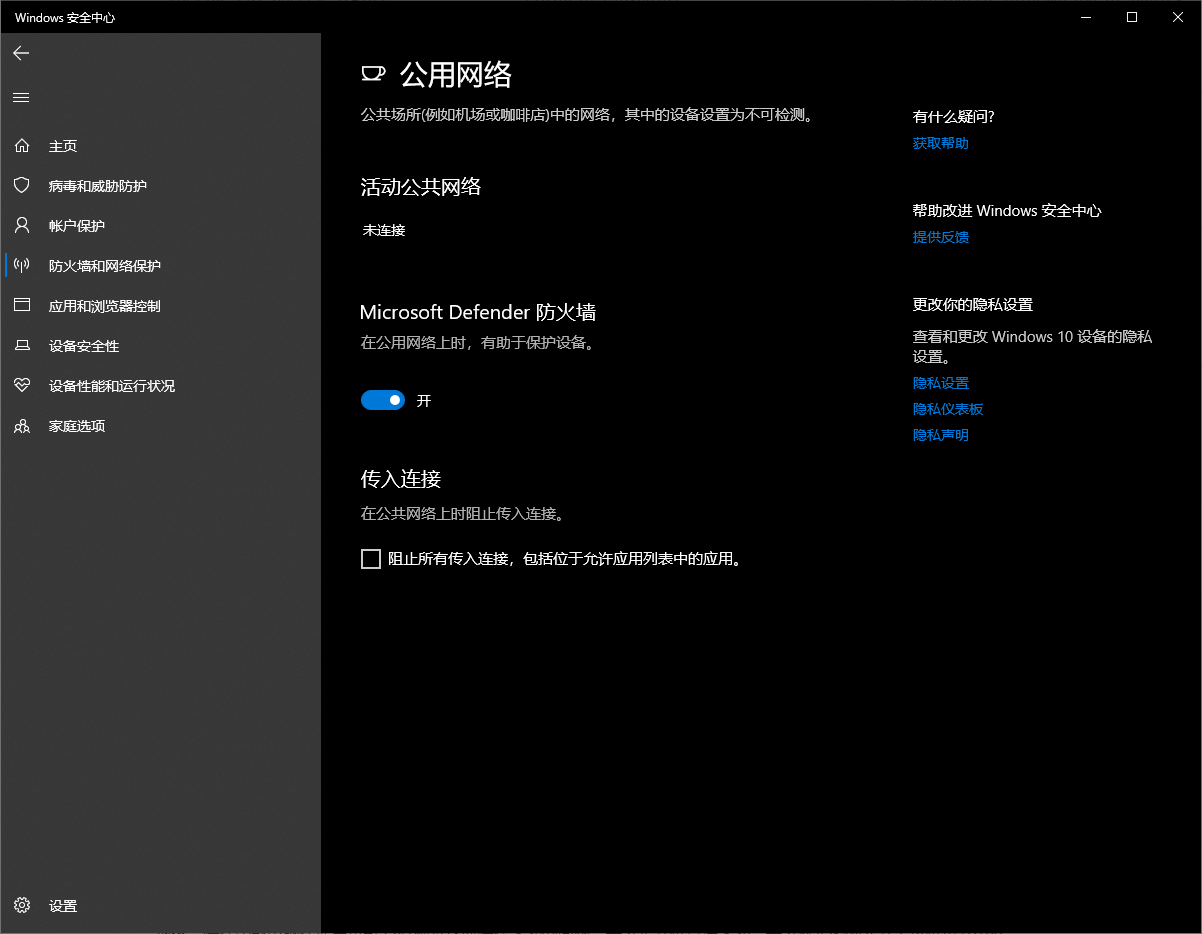 Windows 安全中心
主页
病毒和威胁防护
帐户保护
防火墙和网络保护
应用和浏览器控制
设备安全性
设备性能和运行状况
家庭选项
设置
公用网络
公共场所(例如机场或咖啡店)中的网络，其中的设备设置为不可检测。
活动公共网络
未连接
Microsoft Defender 防火墙
在公用网络上时，有助于保护设备。
开
传入连接
在公共网络上时阻止传入连接。
阻止所有传入连接，包括位于允许应用列表中的应用。
有什么疑问?
获取帮助
帮助改进 Windows 安全中心
提供反馈
更改你的隐私设置
查看和更改 Windows 10 设备的隐私
设置。
隐私设置
隐私仪表板
隐私声明